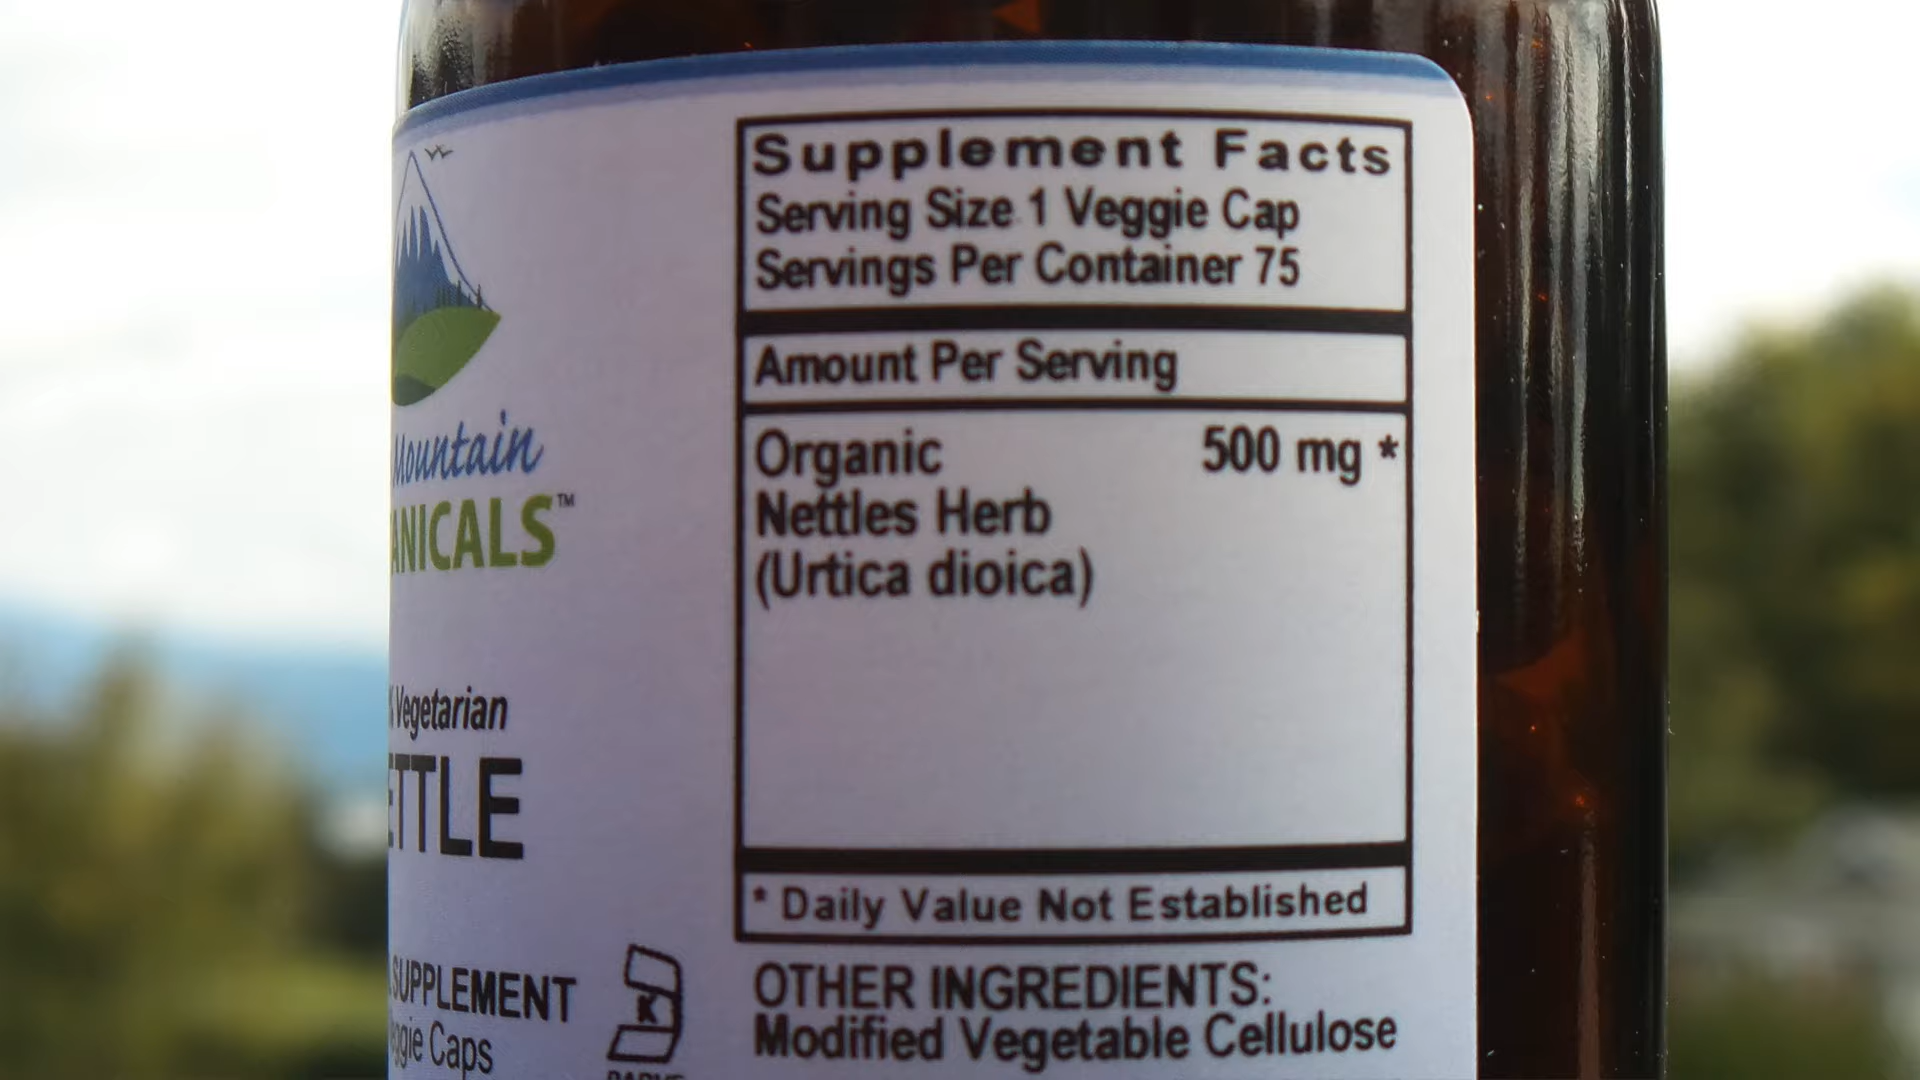 Mountain
ANICALS™
Vegetarian
ETTLE
SUPPLEMENT
ggie Caps
K
Supplement Facts
Serving Size 1 Veggie Cap
Servings Per Container 75
Amount Per Serving
Organic 500 mg *
Nettles Herb
(Urtica dioica)
* Daily Value Not Established
OTHER INGREDIENTS:
Modified Vegetable Cellulose